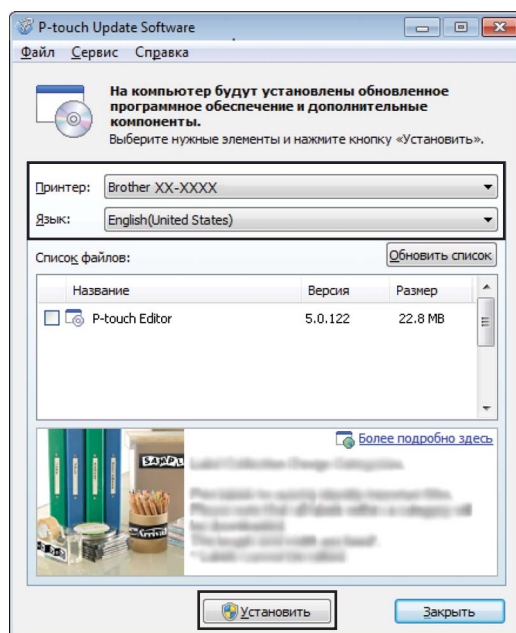 P-touch Update Software
Файл Сервис Справка
На компьютер будут установлены обновленное
программное обеспечение и дополнительные
компоненты.
Выберите нужные элементы и нажмите кнопку «Установить».
Принтер: Brother XX-XXXX
Язык: English(United States)
Список файлов: Обновить список
Название Версия Размер
P-touch Editor 5.0.122 22.8 MB
Более подробно здесь
SAMPL
Arrival
Установить Закрыть